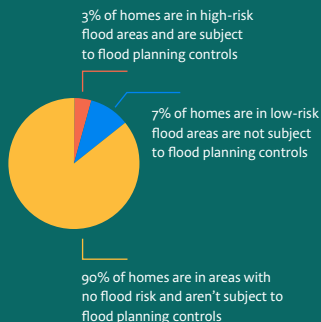 3% of homes are in high-risk
flood areas and are subject
to flood planning controls
7% of homes are in low-risk
flood areas are not subject
to flood planning controls
90% of homes are in areas with
no flood risk and aren't subject to
flood planning controls